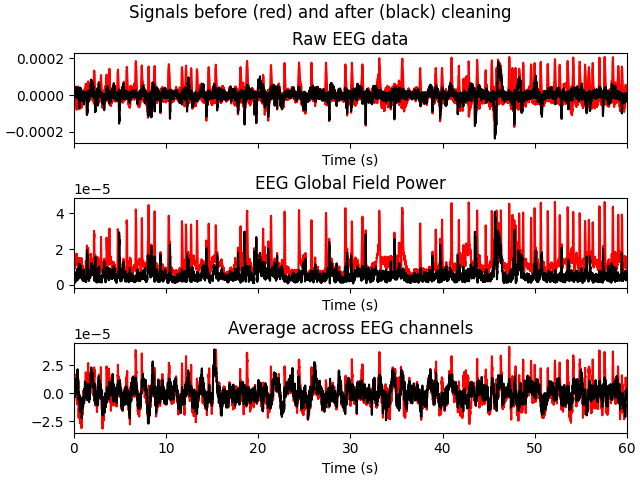 Signals before (red) and after (black) cleaning
Raw EEG data
0.0002
0.0000
−0.0002
Time (s)
EEG Global Field Power
1e−5
4
2
0
Time (s)
Average across EEG channels
1e−5
2.5
0.0
−2.5
0 10 20 30 40 50 60
Time (s)